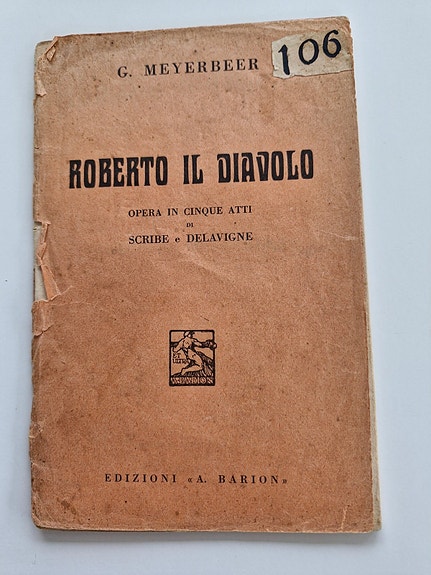 G. MEYERBEER
106
ROBERTO IL DIAVOLO
OPERA IN CINQUE ATTI
DI
SCRIBE e DELAVIGNE
EDIZIONI «A. BARION»